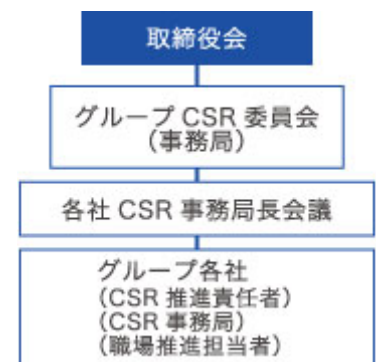 取締役会
グループ CSR 委員会
（事務局）
各社 CSR 事務局長会議
グループ各社
（CSR 推進責任者）
（CSR 事務局）
（職場推進担当者）